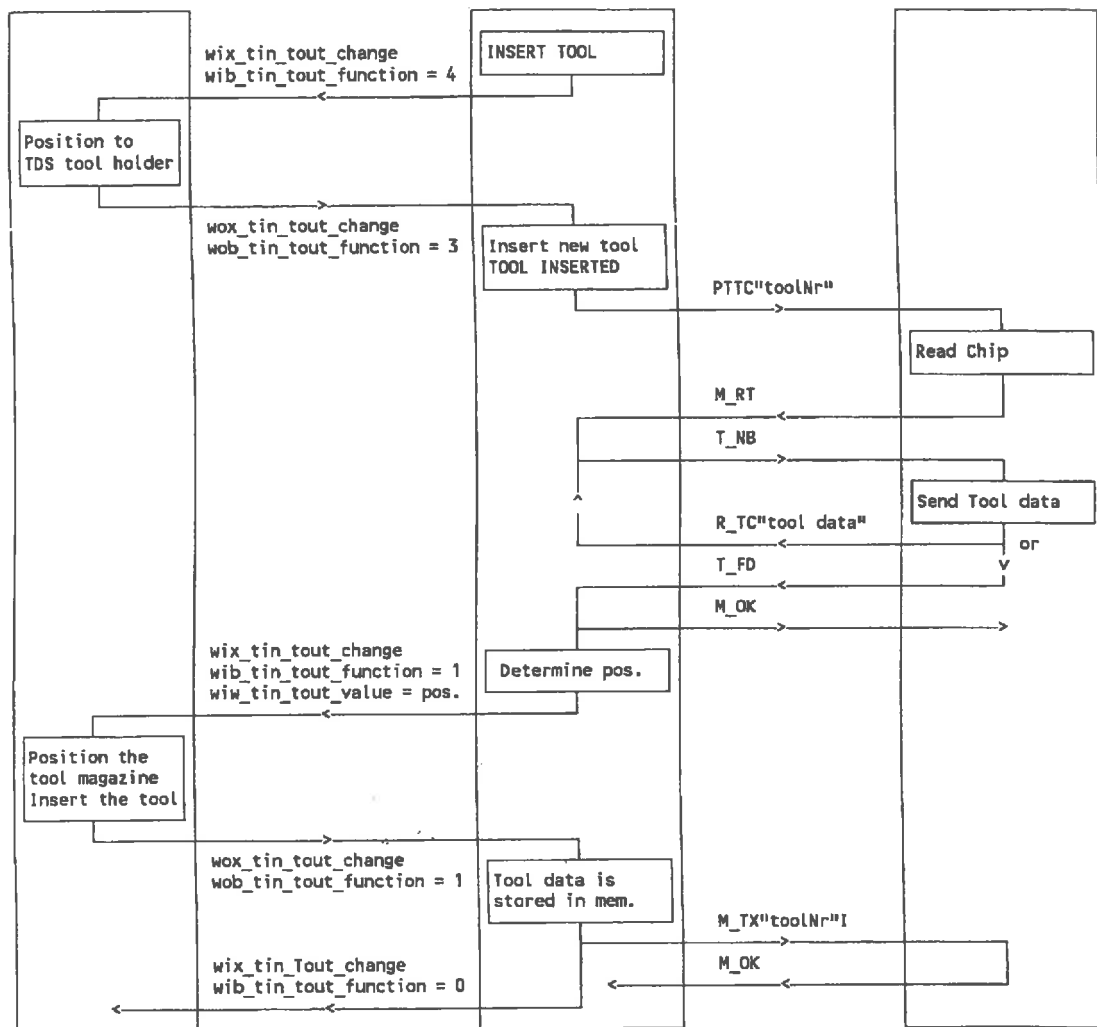 INSERT TOOL
wix_tin_tout_change
wib_tin_tout_function = 4
Position to
TDS tool holder
wox_tin_tout_change
wob_tin_tout_function = 3
Insert new tool
TOOL INSERTED
PTTC"toolNr"
Read Chip
M_RT
T_NB
Send Tool data
R_TC"tool data"
or
T_FD
M_OK
wix_tin_tout_change
wib_tin_tout_function = 1
wiw_tin_tout_value = pos.
Determine pos.
Position the
tool magazine
Insert the tool
wox_tin_tout_change
wob_tin_tout_function = 1
Tool data is
stored in mem.
M_TX"toolNr"I
M_OK
wix_tin_Tout_change
wib_tin_tout_function = 0